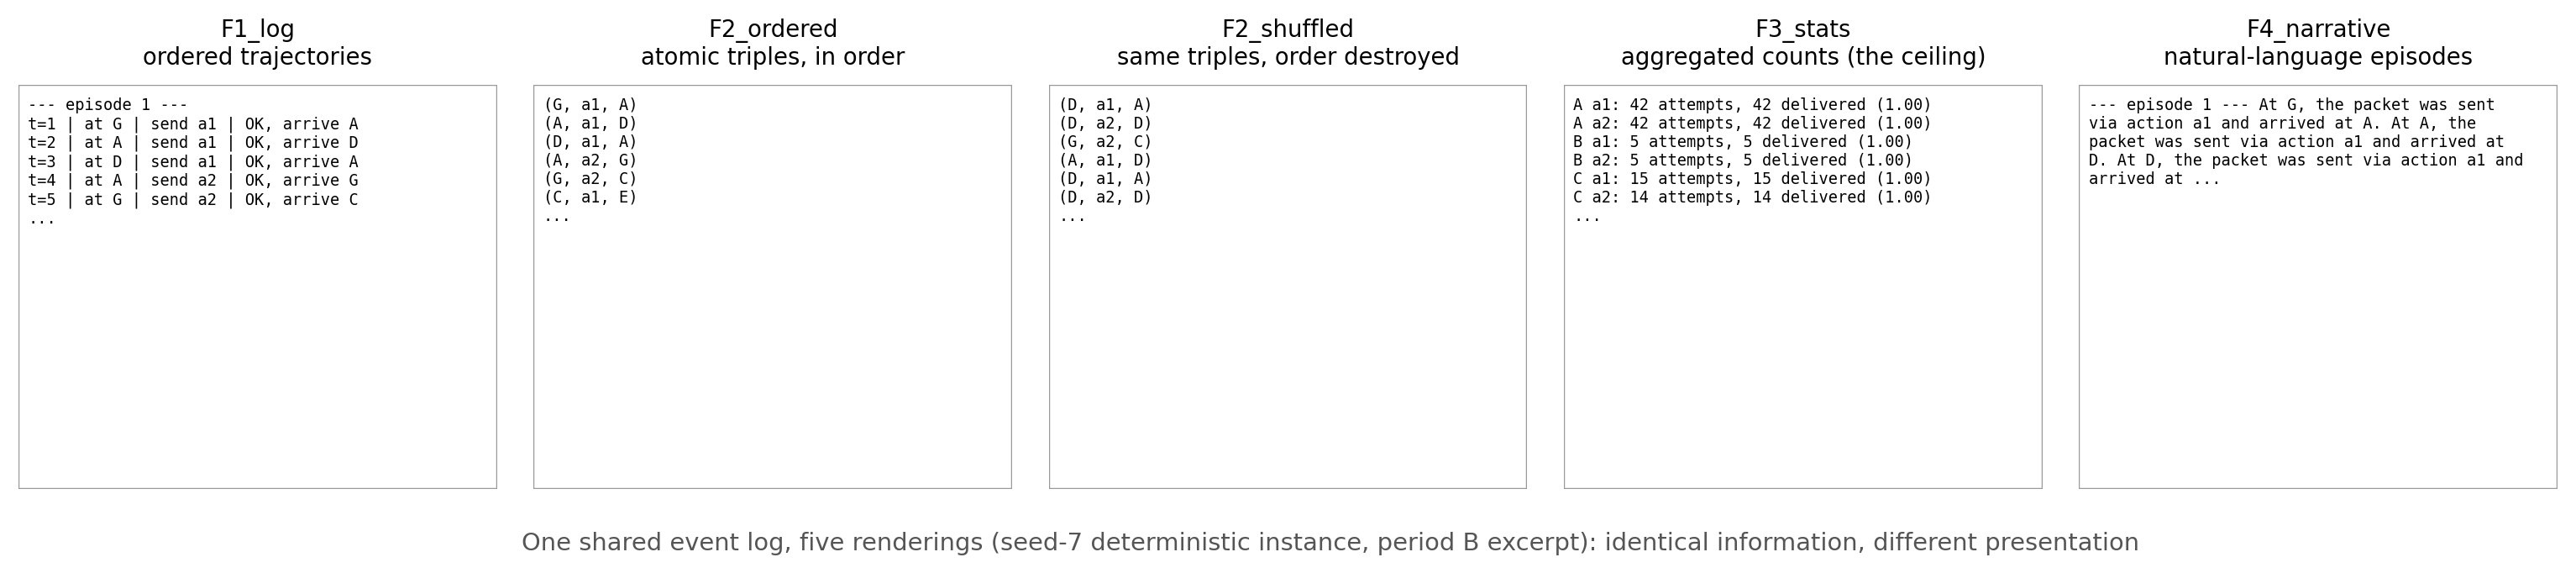 F1_log
ordered trajectories
--- episode 1 ---
t=1 | at G | send a1 | OK, arrive A
t=2 | at A | send a1 | OK, arrive D
t=3 | at D | send a1 | OK, arrive A
t=4 | at A | send a2 | OK, arrive G
t=5 | at G | send a2 | OK, arrive C
...
F2_ordered
atomic triples, in order
(G, a1, A)
(A, a1, D)
(D, a1, A)
(A, a2, G)
(G, a2, C)
(C, a1, E)
...
F2_shuffled
same triples, order destroyed
(D, a1, A)
(D, a2, D)
(G, a2, C)
(A, a1, D)
(D, a1, A)
(D, a2, D)
...
F3_stats
aggregated counts (the ceiling)
A a1: 42 attempts, 42 delivered (1.00)
A a2: 42 attempts, 42 delivered (1.00)
B a1: 5 attempts, 5 delivered (1.00)
B a2: 5 attempts, 5 delivered (1.00)
C a1: 15 attempts, 15 delivered (1.00)
C a2: 14 attempts, 14 delivered (1.00)
...
F4_narrative
natural-language episodes
--- episode 1 --- At G, the packet was sent
via action a1 and arrived at A. At A, the
packet was sent via action a1 and arrived at
D. At D, the packet was sent via action a1 and
arrived at ...
One shared event log, five renderings (seed-7 deterministic instance, period B excerpt): identical information, different presentation